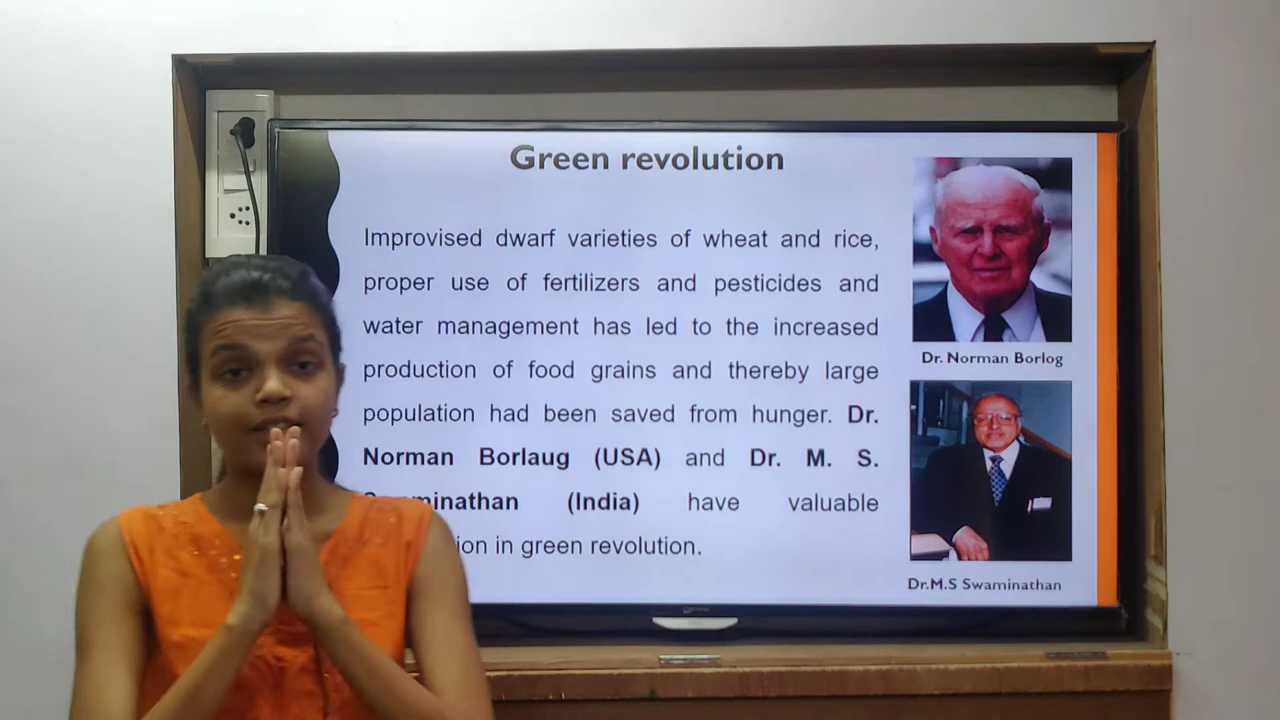 Green revolution
Improvised dwarf varieties of wheat and rice,
proper use of fertilizers and pesticides and
water management has led to the increased
production of food grains and thereby large
population had been saved from hunger. Dr.
Norman Borlaug (USA) and Dr. M. S.
(India) have valuable
in green revolution.
Dr. Norman Borlog
Dr.M.S Swaminathan